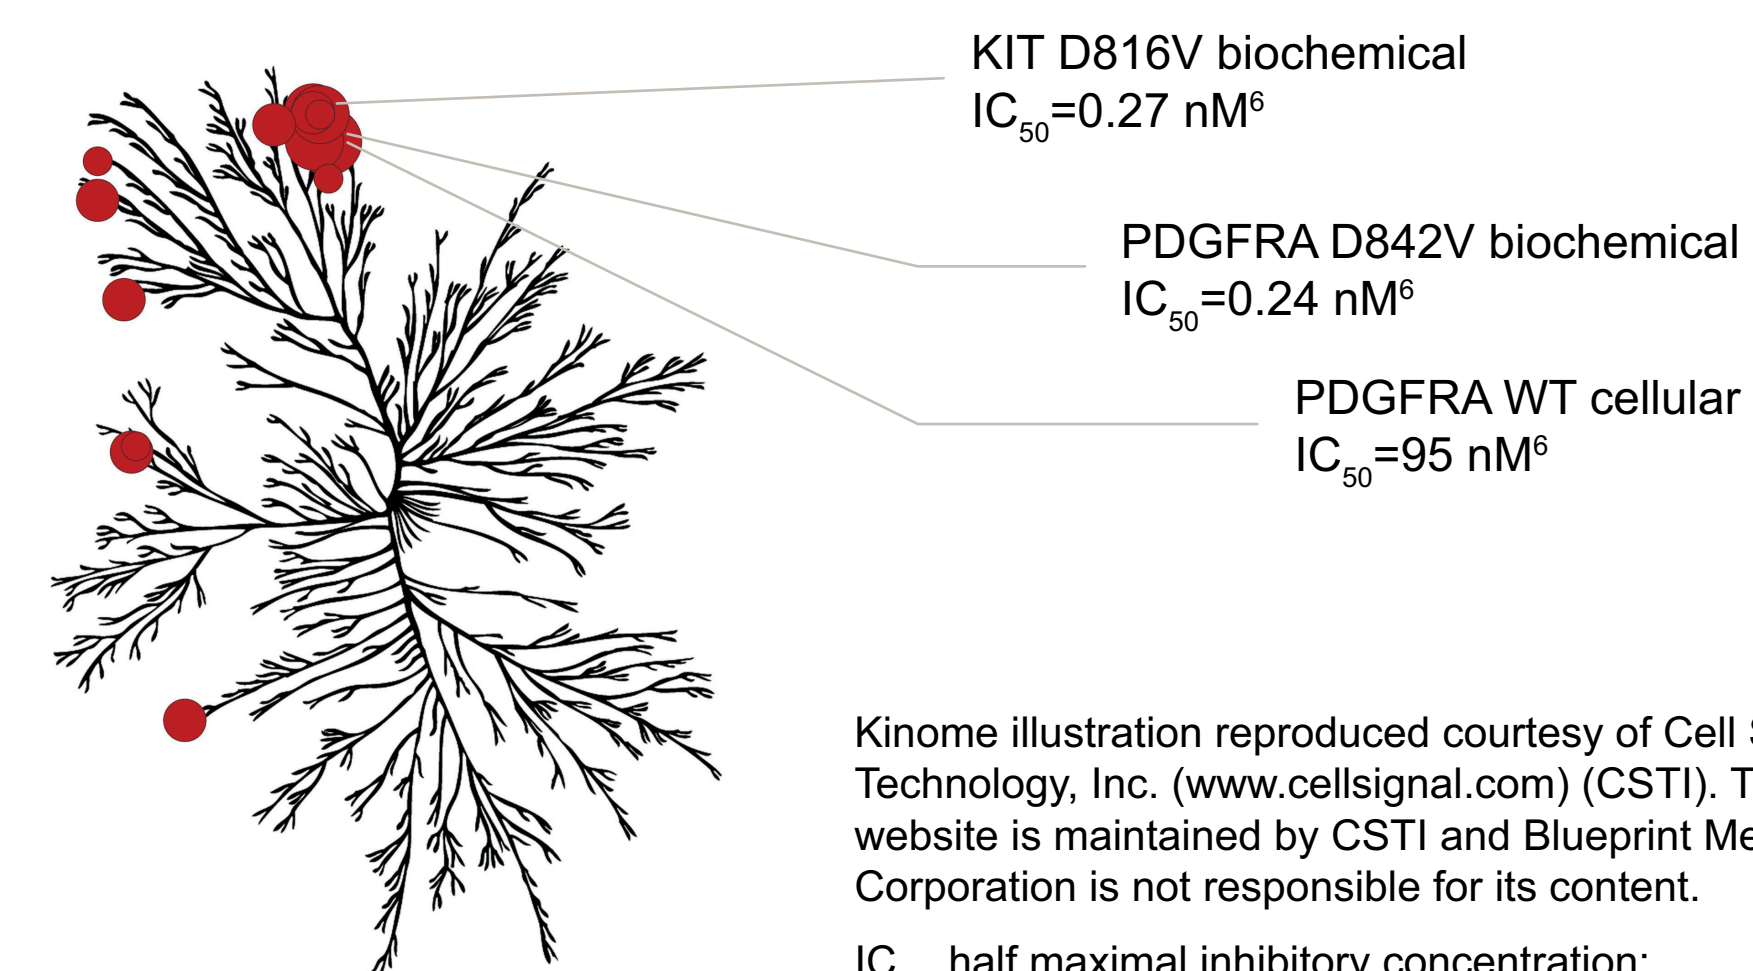 KIT D816V biochemical
IC50=0.27 nM6
PDGFRA D842V biochemical
IC50=0.24 nM6
PDGFRA WT cellular
IC50=95 nM6
Kinome illustration reproduced courtesy of Cell
Technology, Inc. (www.cellsignal.com) (CSTI).
website is maintained by CSTI and Blueprint
Corporation is not responsible for its content.
IC half maximal inhibitory concentration;